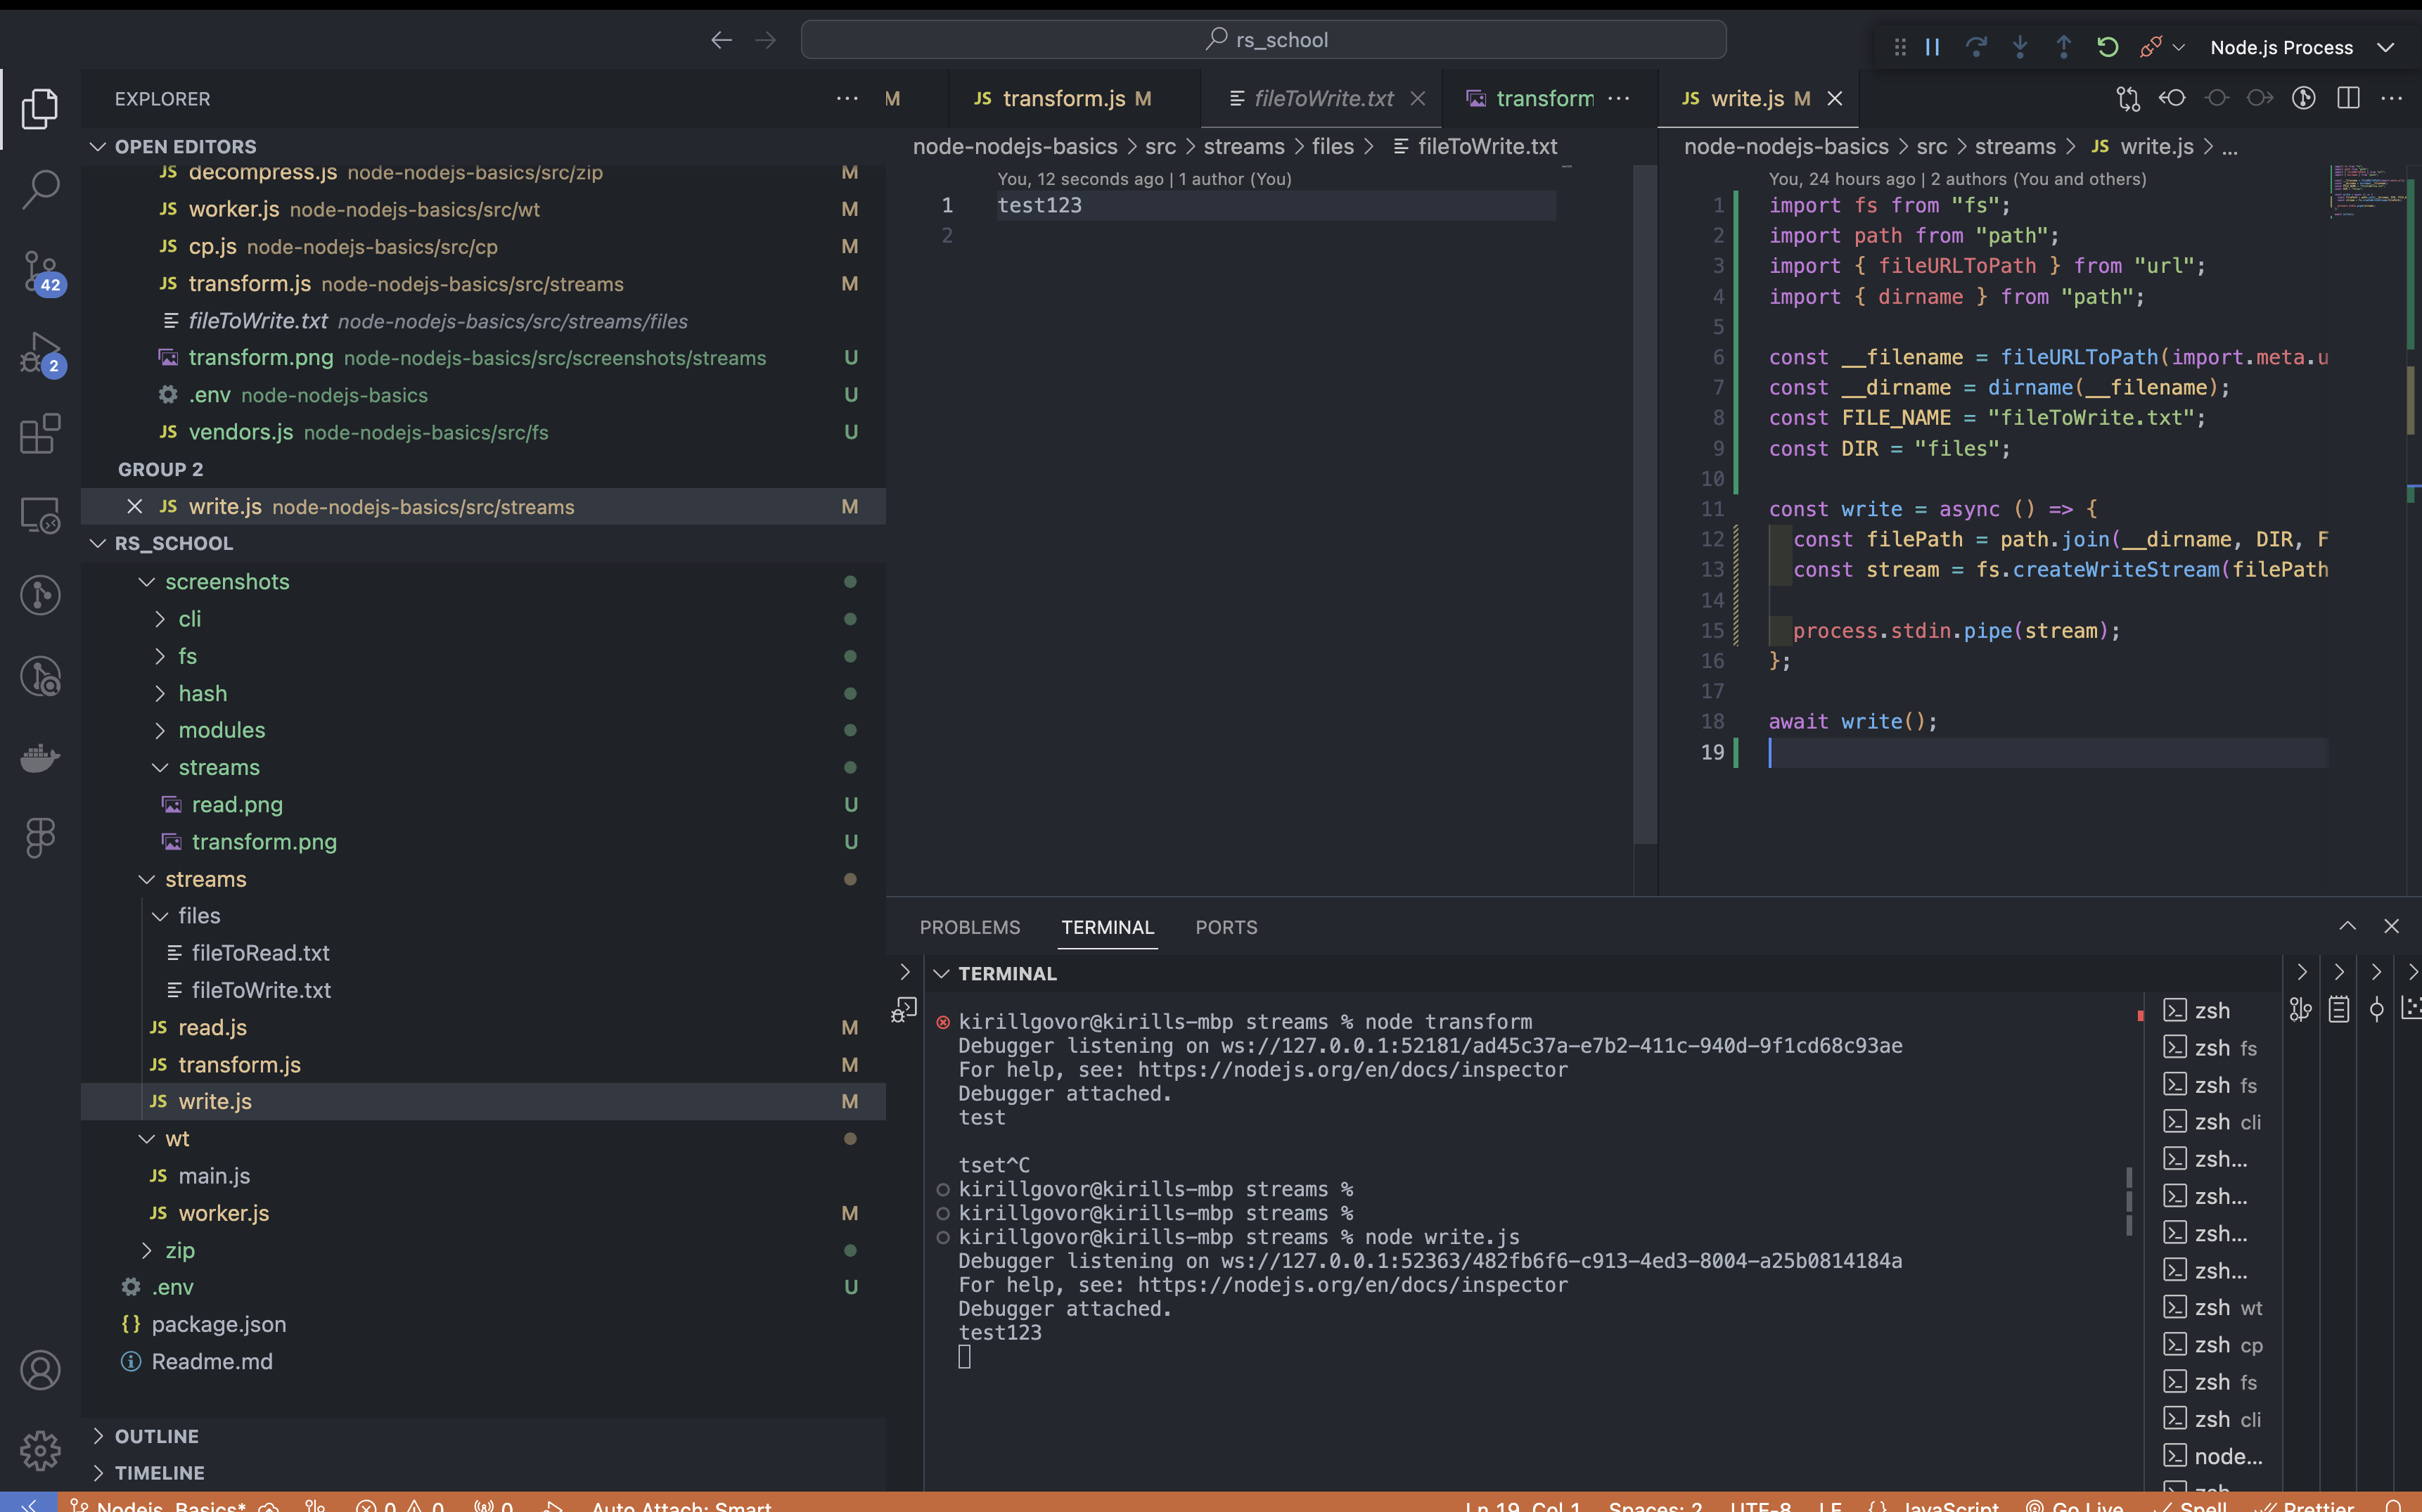 rs_school
Node.js Process
EXPLORER
M
JS transform.js M
fileToWrite.txt
transform
JS write.js M
OPEN EDITORS
JS decompress.js node-nodejs-basics/src/zip M
JS worker.js node-nodejs-basics/src/wt M
JS cp.js node-nodejs-basics/src/cp M
JS transform.js node-nodejs-basics/src/streams M
fileToWrite.txt node-nodejs-basics/src/streams/files
transform.png node-nodejs-basics/src/screenshots/streams U
.env node-nodejs-basics U
vendors.js node-nodejs-basics/src/fs U
GROUP 2
JS write.js node-nodejs-basics/src/streams M
RS_SCHOOL
screenshots
cli
fs
hash
modules
streams
read.png U
transform.png U
streams
files
fileToRead.txt
fileToWrite.txt
JS read.js M
JS transform.js M
JS write.js M
wt
JS main.js
JS worker.js M
zip
.env U
{} package.json
Readme.md
OUTLINE
TIMELINE
42
2
node-nodejs-basics > src > streams > files > fileToWrite.txt
You, 12 seconds ago | 1 author (You)
1 test123
2
node-nodejs-basics > src > streams > JS write.js > ...
You, 24 hours ago | 2 authors (You and others)
1 import fs from "fs";
2 import path from "path";
3 import { fileURLToPath } from "url";
4 import { dirname } from "path";
5
6 const __filename = fileURLToPath(import.meta.u
7 const __dirname = dirname(__filename);
8 const FILE_NAME = "fileToWrite.txt";
9 const DIR = "files";
10
11 const write = async () => {
12 const filePath = path.join(__dirname, DIR, F
13 const stream = fs.createWriteStream(filePath
14
15 process.stdin.pipe(stream);
16 };
17
18 await write();
19
PROBLEMS TERMINAL PORTS
TERMINAL
kirillgovor@kirills-mbp streams % node transform
Debugger listening on ws://127.0.0.1:52181/ad45c37a-e7b2-411c-940d-9f1cd68c93ae
For help, see: https://nodejs.org/en/docs/inspector
Debugger attached.
test
tset^C
kirillgovor@kirills-mbp streams %
kirillgovor@kirills-mbp streams %
kirillgovor@kirills-mbp streams % node write.js
Debugger listening on ws://127.0.0.1:52363/482fb6f6-c913-4ed3-8004-a25b0814184a
For help, see: https://nodejs.org/en/docs/inspector
Debugger attached.
test123
zsh
zsh fs
zsh fs
zsh cli
zsh...
zsh...
zsh...
zsh...
zsh wt
zsh cp
zsh fs
zsh cli
node...
Nodejs_Basics* 0 0 0 Auto Attach: Smart
Ln 19, Col 1 Spaces: 2 UTF-8 LF {} JavaScript Go Live Spell Prettier